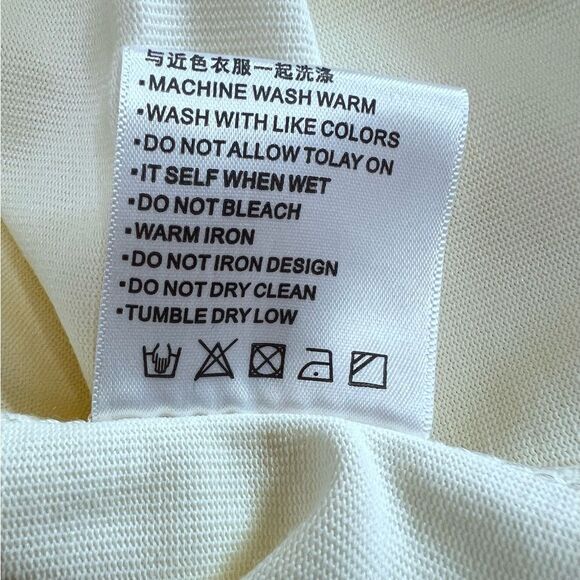 与近色衣服一起洗涤
·MACHINE WASH WARM
·WASH WITH LIKE COLORS
·DO NOT ALLOW TOLAY ON
·IT SELF WHEN WET
·DO NOT BLEACH
·WARM IRON
·DO NOT IRON DESIGN
·DO NOT DRY CLEAN
·TUMBLE DRY LOW